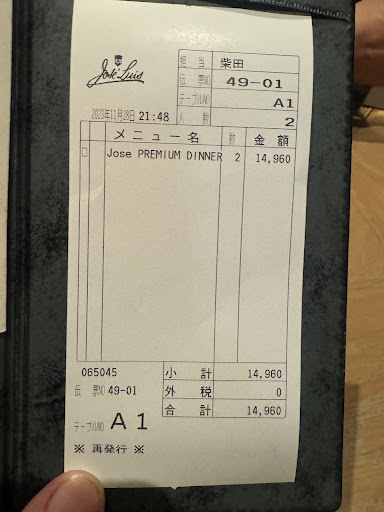 José Luis
担当 柴田
伝票NO 49-01
テーブルNO A1
2023年11月28日 21:48
人数 2
メニュー名 数 金額
Jose PREMIUM DINNER 2 14,960
065045
小計 14,960
伝票NO 49-01
外税 0
合計 14,960
テーブルNO A1
※ 再発行 ※